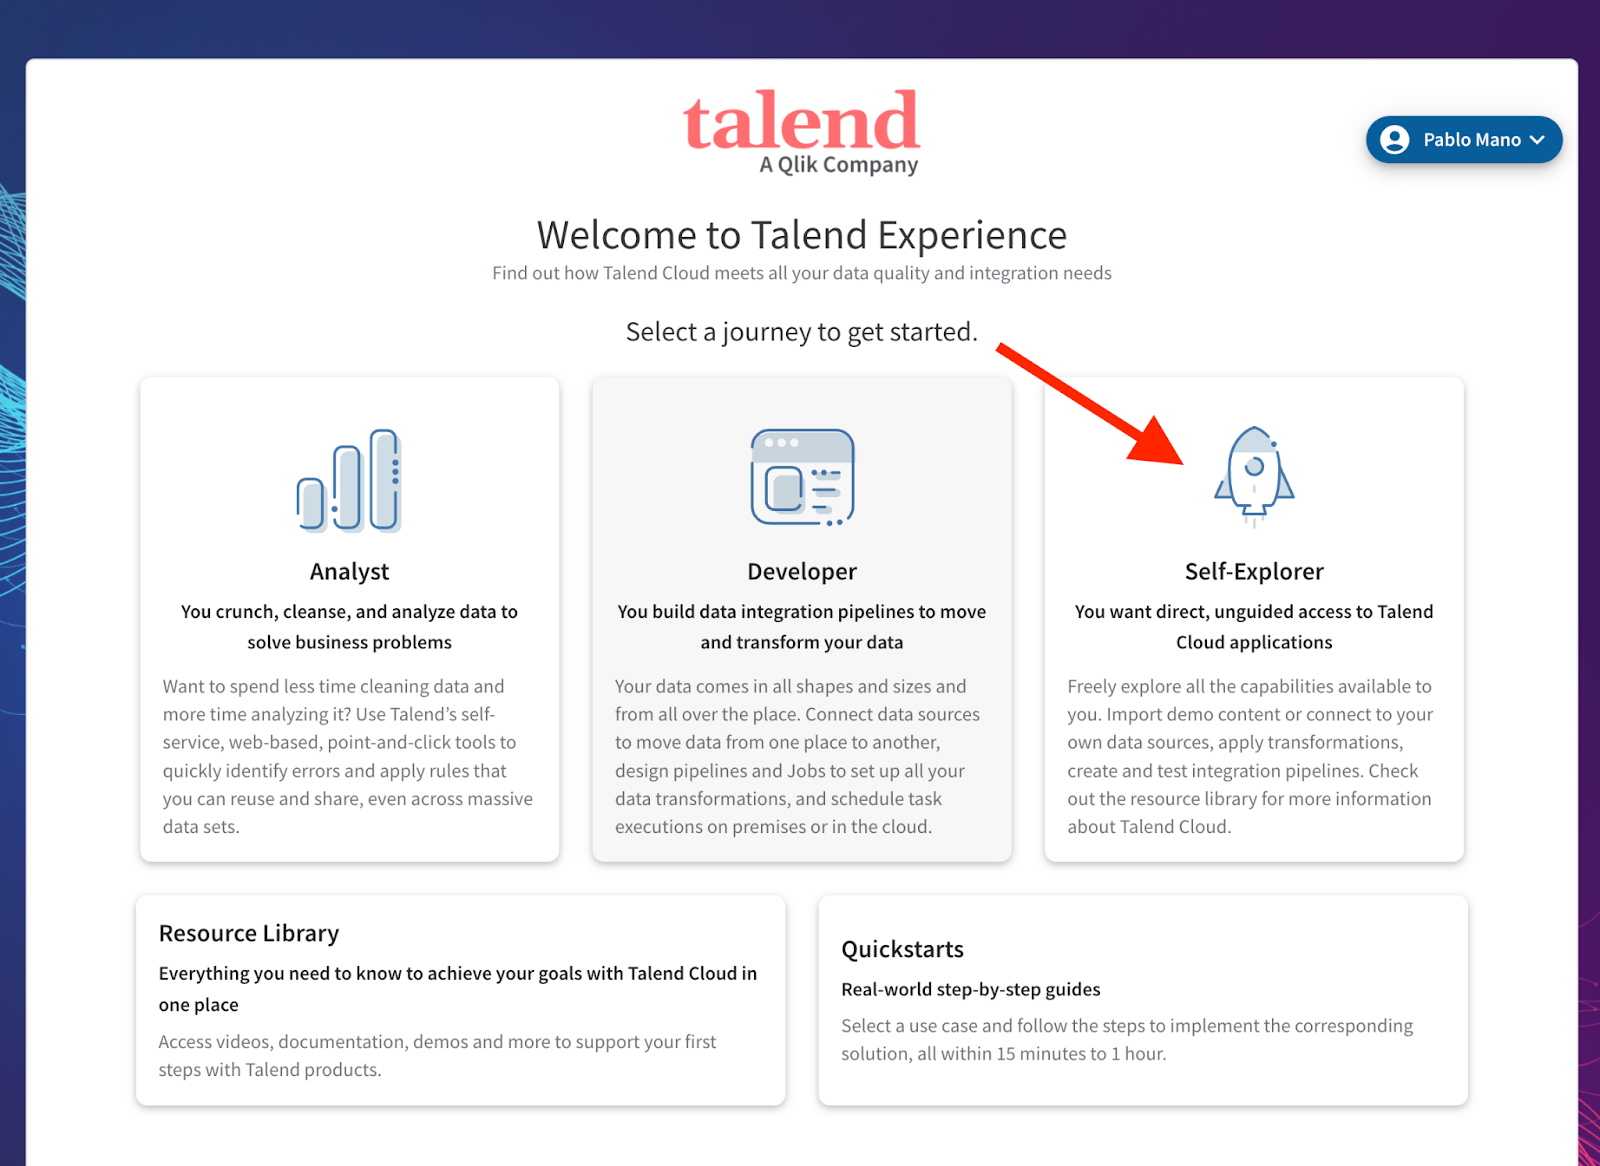 talend
A Qlik Company
Pablo Mano
Welcome to Talend Experience
Find out how Talend Cloud meets all your data quality and integration needs
Select a journey to get started.
Analyst
You crunch, cleanse, and analyze data to
solve business problems
Want to spend less time cleaning data and
more time analyzing it? Use Talend’s self-
service, web-based, point-and-click tools to
quickly identify errors and apply rules that
you can reuse and share, even across massive
data sets.
Developer
You build data integration pipelines to move
and transform your data
Your data comes in all shapes and sizes and
from all over the place. Connect data sources
to move data from one place to another,
design pipelines and Jobs to set up all your
data transformations, and schedule task
executions on premises or in the cloud.
Self-Explorer
You want direct, unguided access to Talend
Cloud applications
Freely explore all the capabilities available to
you. Import demo content or connect to your
own data sources, apply transformations,
create and test integration pipelines. Check
out the resource library for more information
about Talend Cloud.
Resource Library
Everything you need to know to achieve your goals with Talend Cloud in
one place
Access videos, documentation, demos and more to support your first
steps with Talend products.
Quickstarts
Real-world step-by-step guides
Select a use case and follow the steps to implement the corresponding
solution, all within 15 minutes to 1 hour.